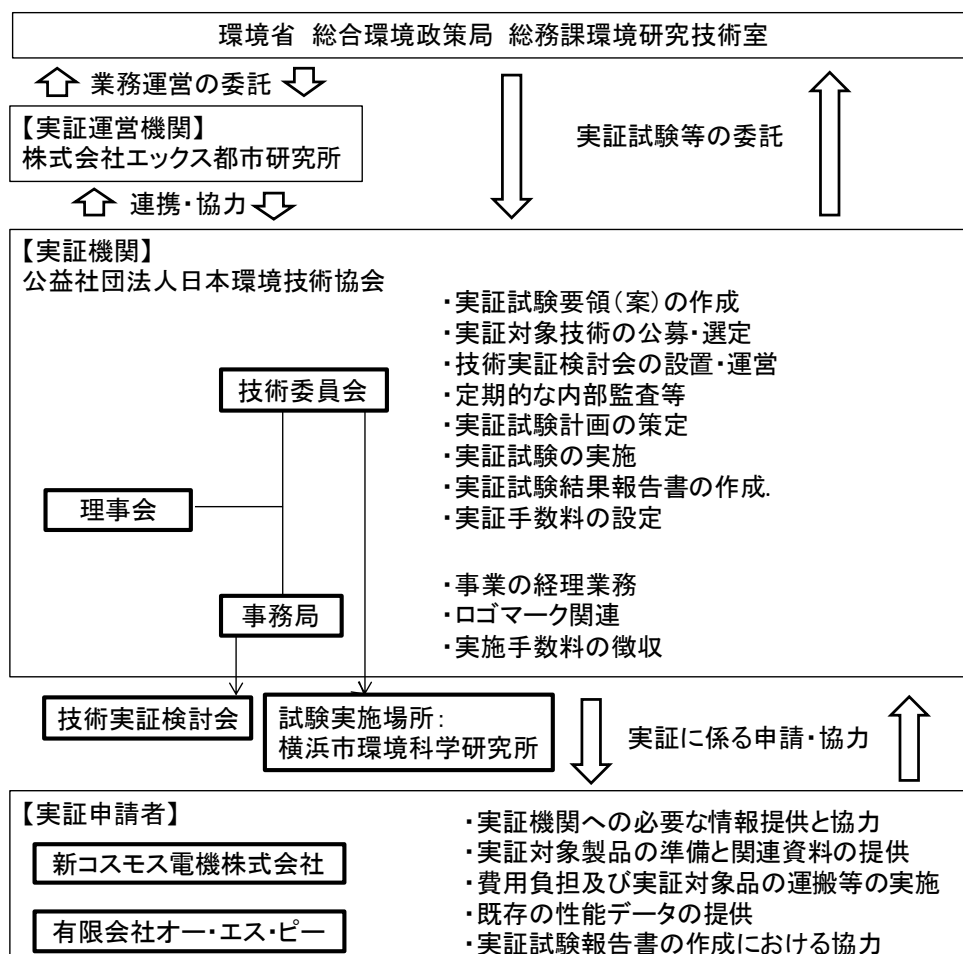 環境省 総合環境政策局 総務課環境研究技術室
業務運営の委託
【実証運営機関】
株式会社エックス都市研究所
実証試験等の委託
連携・協力
【実証機関】
公益社団法人日本環境技術協会
・実証試験要領(案)の作成
・実証対象技術の公募・選定
・技術実証検討会の設置・運営
・定期的な内部監査等
・実証試験計画の策定
・実証試験の実施
・実証試験結果報告書の作成.
・実証手数料の設定
技術委員会
理事会
事務局
・事業の経理業務
・ロゴマーク関連
・実施手数料の徴収
技術実証検討会
試験実施場所:
横浜市環境科学研究所
実証に係る申請・協力
【実証申請者】
新コスモス電機株式会社
有限会社オー・エス・ピー
・実証機関への必要な情報提供と協力
・実証対象製品の準備と関連資料の提供
・費用負担及び実証対象品の運搬等の実施
・既存の性能データの提供
・実証試験報告書の作成における協力